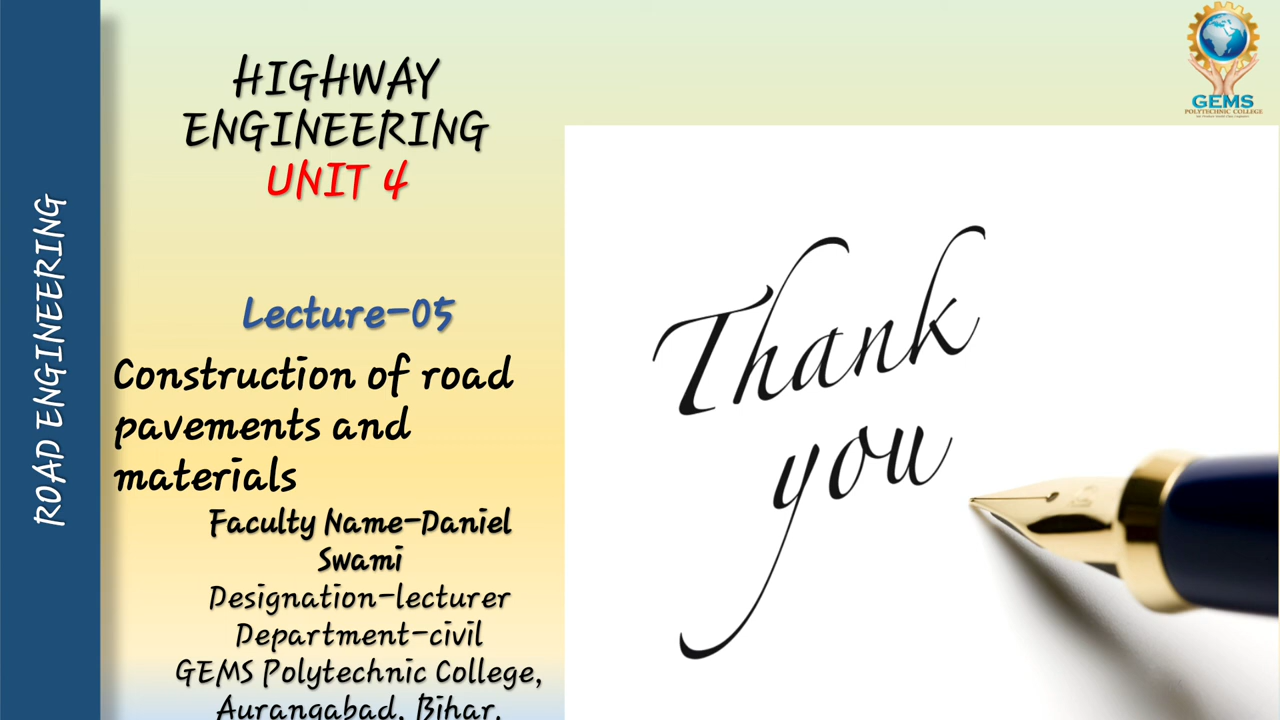 ROAD ENGINEERING
HIGHWAY
ENGINEERING
UNIT 4
Lecture-05
Construction of road
pavements and
materials
Faculty Name-Daniel
Swami
Designation-lecturer
Department-civil
GEMS Polytechnic College,
Aurangabad, Bihar.
GEMS
POLYTECHNIC COLLEGE
Thank
you